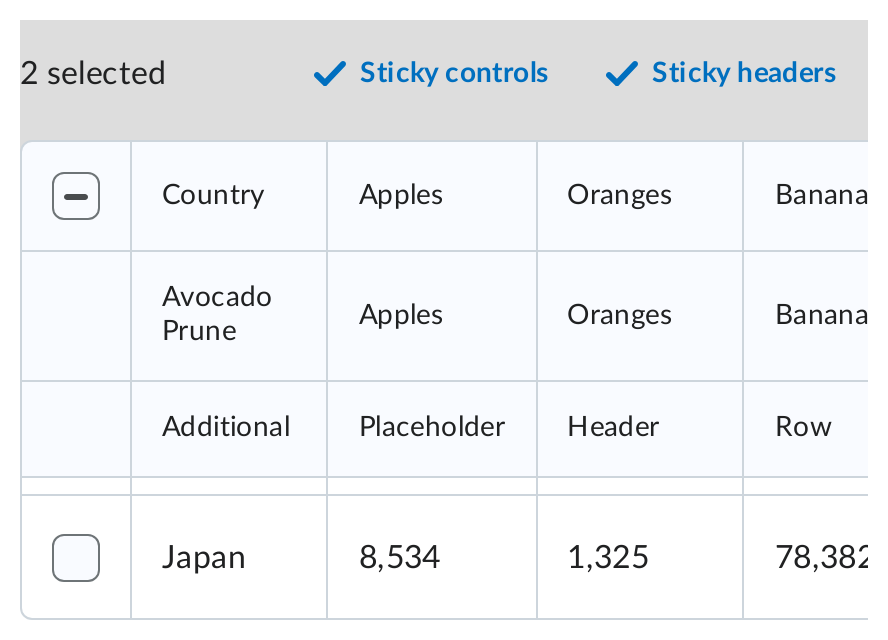 2 selected Sticky controls Sticky headers
Country Apples Oranges Banana
Avocado
Prune Apples Oranges Banana
Additional Placeholder Header Row
Japan 8,534 1,325 78,382